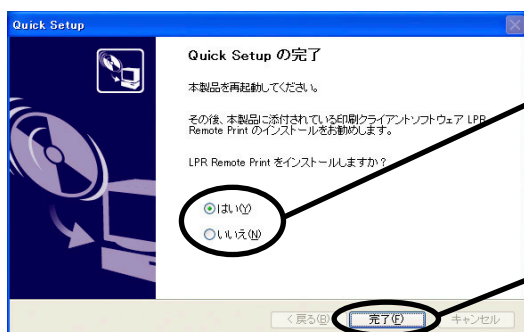 Quick Setup
Quick Setup の完了
本製品を再起動してください。
その後、本製品に添付されている印刷クライアントソフトウェア LPR
Remote Print のインストールをお勧めします。
LPR Remote Print をインストールしますか?
はい(Y)
いいえ(N)
< 戻る(B)
完了(F)
キャンセル